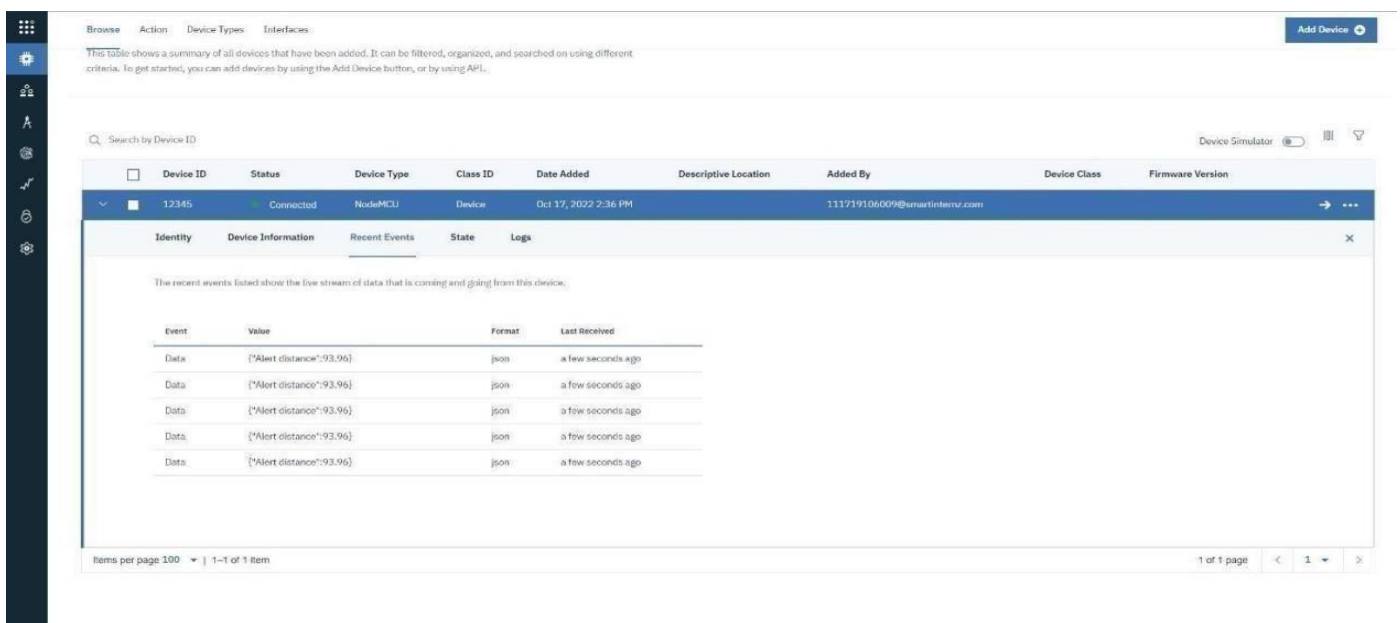 Browse Action Device Types Interfaces Add Device
This table shows a summary of all devices that have been added. It can be filtered, organized, and searched on using different
criteria. To get started, you can add devices by using the Add Device button, or by using API.
Search by Device ID Device Simulator
Device ID Status Device Type Class ID Date Added Descriptive Location Added By Device Class Firmware Version
12345 Connected NodeMCU Device Oct 17, 2022 2:36 PM 111719106009@smartinternz.com
Identity Device Information Recent Events State Logs
The recent events listed show the live stream of data that is coming and going from this device.
Event Value Format Last Received
Data {"Alert distance":93.96} json a few seconds ago
Data {"Alert distance":93.96} json a few seconds ago
Data {"Alert distance":93.96} json a few seconds ago
Data {"Alert distance":93.96} json a few seconds ago
Data {"Alert distance":93.96} json a few seconds ago
Items per page 100 | 1–1 of 1 item 1 of 1 page 1